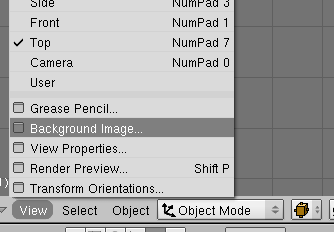 Side NumPad 3
Front NumPad 1
Top NumPad 7
Camera NumPad 0
User
Grease Pencil...
Background Image...
View Properties...
Render Preview... Shift P
Transform Orientations...
)
View Select Object Object Mode